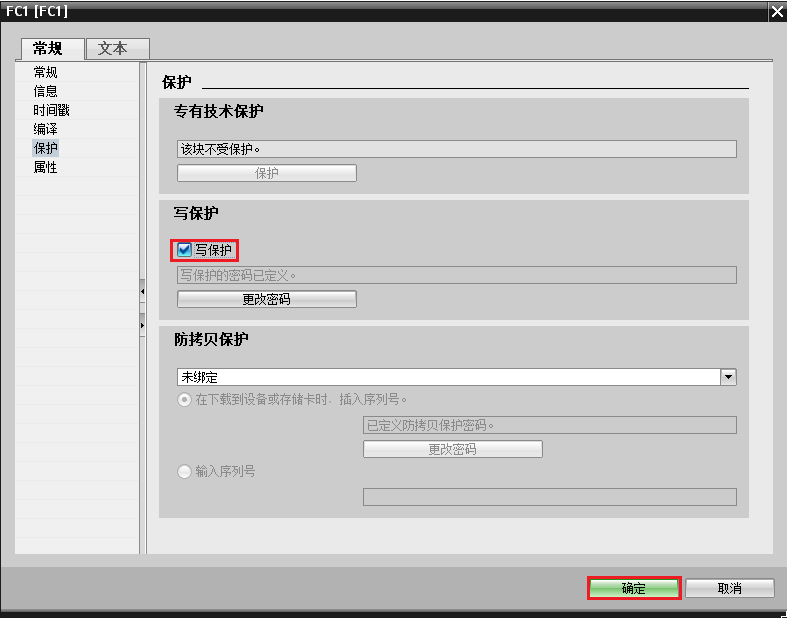 FC1 [FC1]
常规
文本
常规
信息
时间戳
编译
保护
属性
保护
专有技术保护
该块不受保护。
保护
写保护
写保护
写保护的密码已定义。
更改密码
防拷贝保护
未绑定
在下载到设备或存储卡时，插入序列号。
已定义防拷贝保护密码。
更改密码
输入序列号
确定
取消